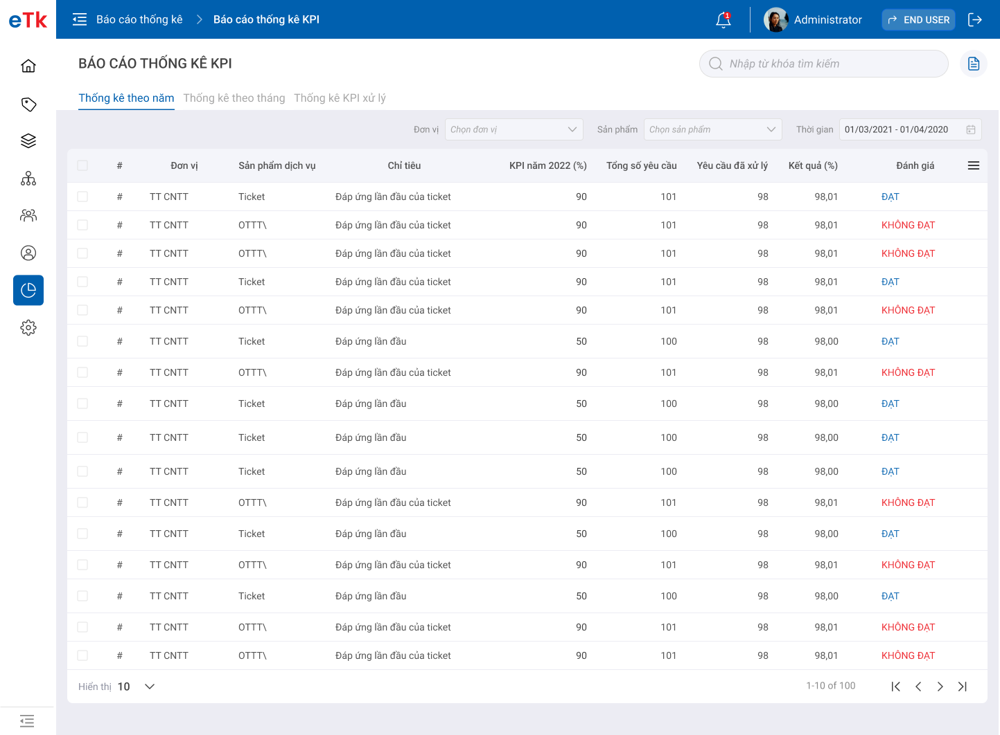 eTk
Báo cáo thống kê
Báo cáo thống kê KPI
1
Administrator
END USER
BÁO CÁO THỐNG KÊ KPI
Nhập từ khóa tìm kiếm
Thống kê theo năm Thống kê theo tháng Thống kê KPI xử lý
Đơn vị Chọn đơn vị Sản phẩm Chọn sản phẩm Thời gian 01/03/2021 - 01/04/2020
# Đơn vị Sản phẩm dịch vụ Chỉ tiêu KPI năm 2022 (%) Tổng số yêu cầu Yêu cầu đã xử lý Kết quả (%) Đánh giá
# TT CNTT Ticket Đáp ứng lần đầu của ticket 90 101 98 98,01 ĐẠT
# TT CNTT OTTT\ Đáp ứng lần đầu của ticket 90 101 98 98,01 KHÔNG ĐẠT
# TT CNTT OTTT\ Đáp ứng lần đầu của ticket 90 101 98 98,01 KHÔNG ĐẠT
# TT CNTT Ticket Đáp ứng lần đầu của ticket 90 101 98 98,01 ĐẠT
# TT CNTT OTTT\ Đáp ứng lần đầu của ticket 90 101 98 98,01 KHÔNG ĐẠT
# TT CNTT Ticket Đáp ứng lần đầu 50 100 98 98,00 ĐẠT
# TT CNTT OTTT\ Đáp ứng lần đầu của ticket 90 101 98 98,01 KHÔNG ĐẠT
# TT CNTT Ticket Đáp ứng lần đầu 50 100 98 98,00 ĐẠT
# TT CNTT Ticket Đáp ứng lần đầu 50 100 98 98,00 ĐẠT
# TT CNTT Ticket Đáp ứng lần đầu 50 100 98 98,00 ĐẠT
# TT CNTT OTTT\ Đáp ứng lần đầu của ticket 90 101 98 98,01 KHÔNG ĐẠT
# TT CNTT Ticket Đáp ứng lần đầu 50 100 98 98,00 ĐẠT
# TT CNTT OTTT\ Đáp ứng lần đầu của ticket 90 101 98 98,01 KHÔNG ĐẠT
# TT CNTT Ticket Đáp ứng lần đầu 50 100 98 98,00 ĐẠT
# TT CNTT OTTT\ Đáp ứng lần đầu của ticket 90 101 98 98,01 KHÔNG ĐẠT
# TT CNTT OTTT\ Đáp ứng lần đầu của ticket 90 101 98 98,01 KHÔNG ĐẠT
Hiển thị 10
1-10 of 100